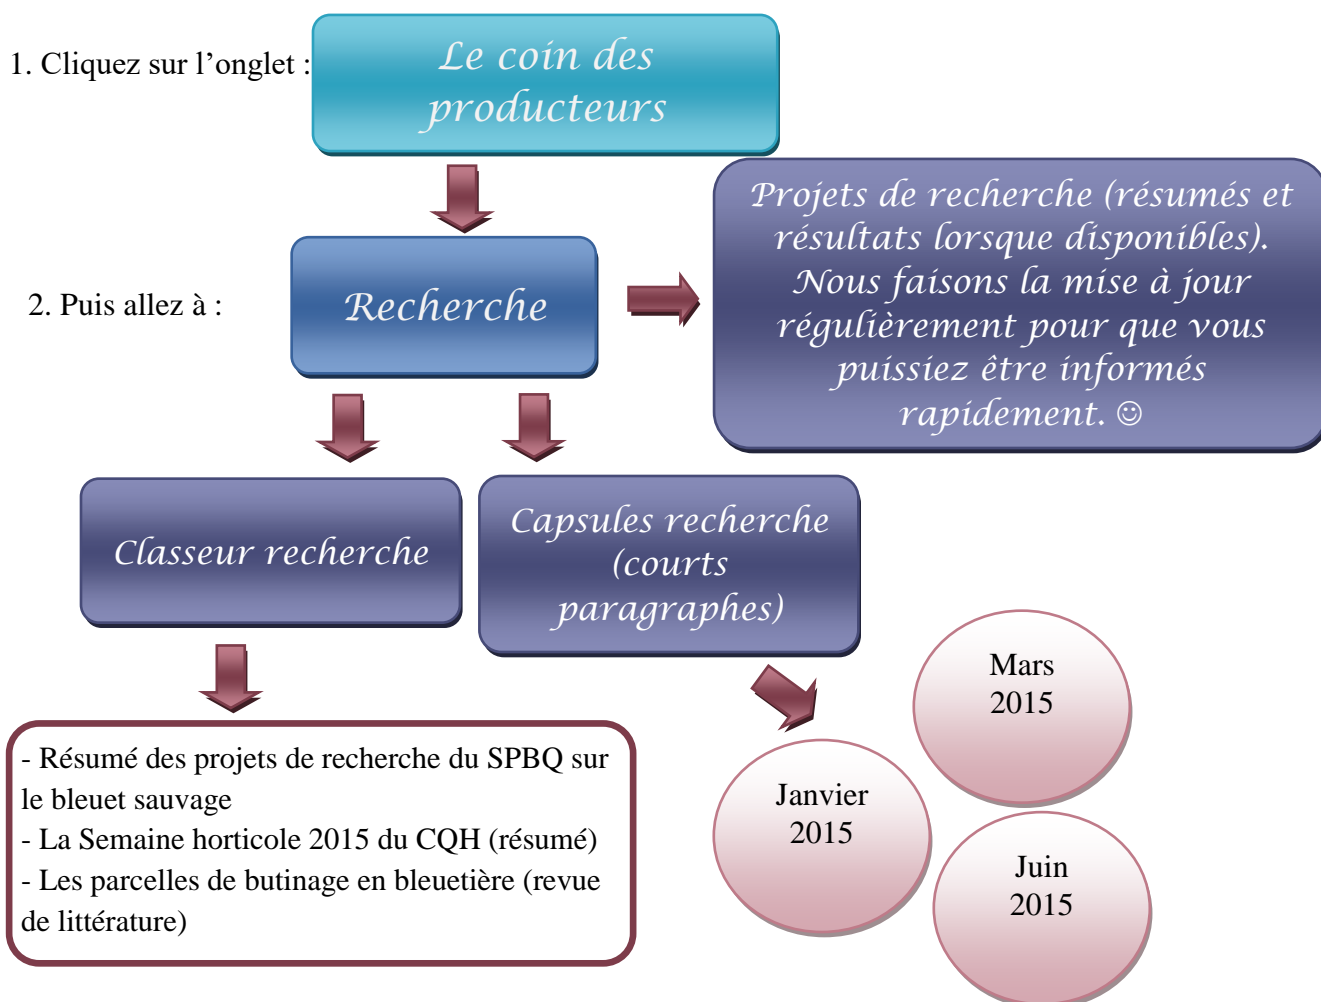 1. Cliquez sur l’onglet :
Le coin des
producteurs
2. Puis allez à :
Recherche
Projets de recherche (résumés et
résultats lorsque disponibles).
Nous faisons la mise à jour
régulièrement pour que vous
puissiez être informés
rapidement. ☺
Classeur recherche
Capsules recherche
(courts
paragraphes)
- Résumé des projets de recherche du SPBQ sur
le bleuet sauvage
- La Semaine horticole 2015 du CQH (résumé)
- Les parcelles de butinage en bleuetière (revue
de littérature)
Janvier
2015
Mars
2015
Juin
2015